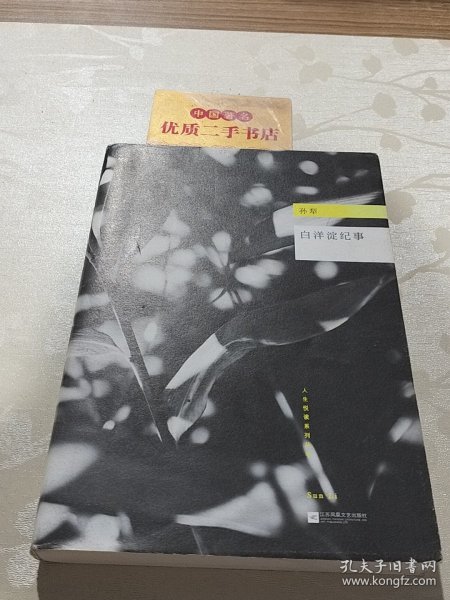 中国著名
优质二手书店
孙犁
白洋淀纪事
人生悦读系列
Sun Li
江苏凤凰文艺出版社
孔夫子旧书网
www.kongfz.com